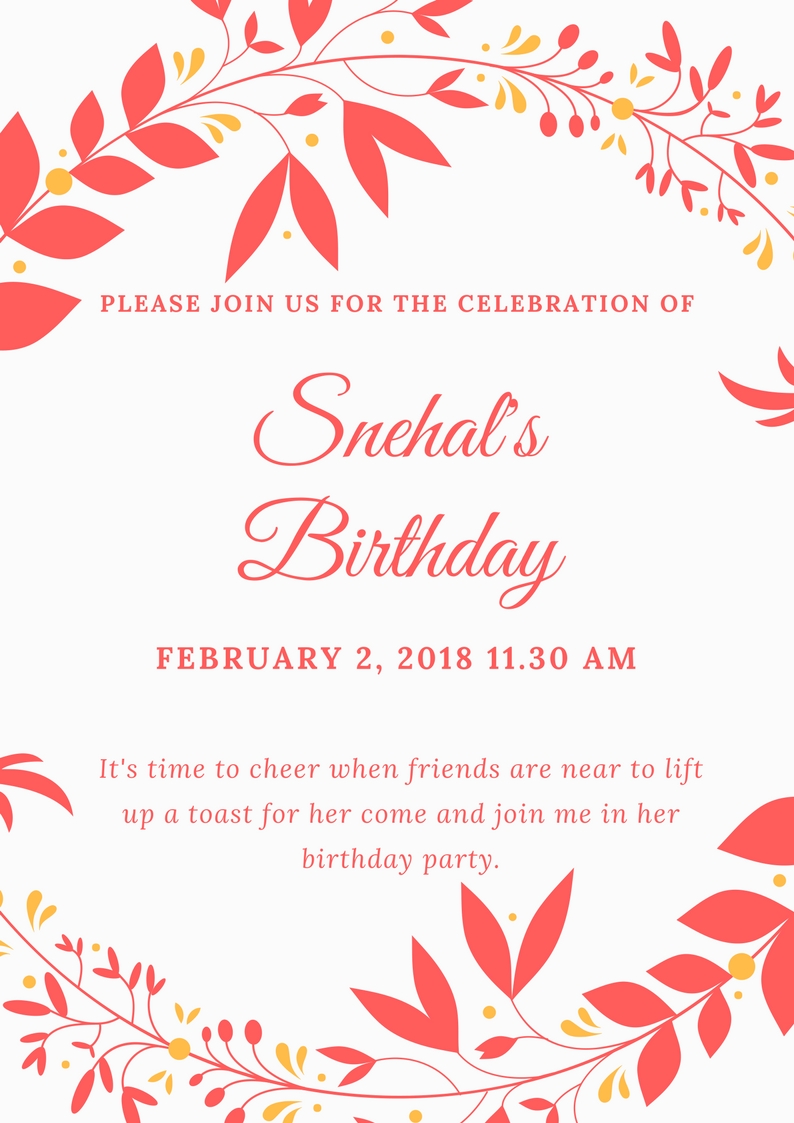 PLEASE JOIN US FOR THE CELEBRATION OF
Snehal's
Birthday
FEBRUARY 2, 2018 11.30 AM
It's time to cheer when friends are near to lift
up a toast for her come and join me in her
birthday party.